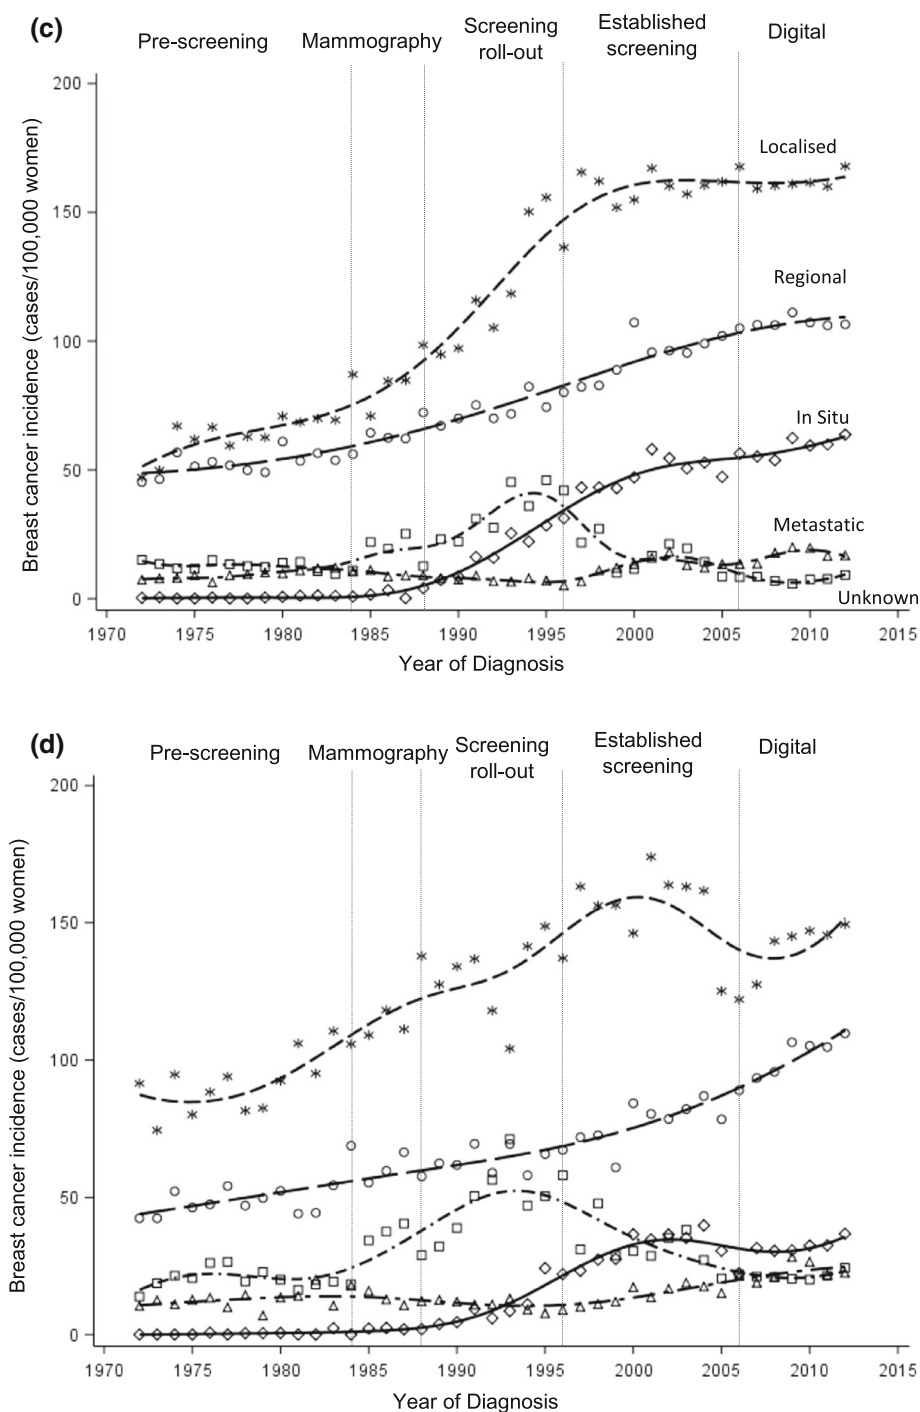 (c)
Pre-screening
Mammography
Screening
roll-out
Established
screening
Digital
Breast cancer incidence (cases/100,000 women)
200
150
100
50
0
Localised
Regional
In Situ
Metastatic
Unknown
1970 1975 1980 1985 1990 1995 2000 2005 2010 2015
Year of Diagnosis
(d)
Pre-screening
Mammography
Screening
roll-out
Established
screening
Digital
Breast cancer incidence (cases/100,000 women)
200
150
100
50
0
1970 1975 1980 1985 1990 1995 2000 2005 2010 2015
Year of Diagnosis